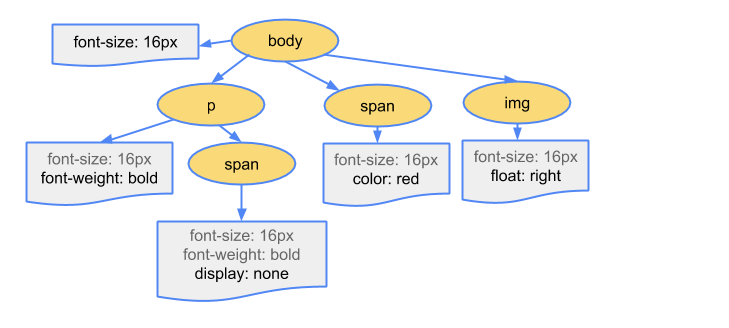 font-size: 16px
body
p
span
img
font-size: 16px
font-weight: bold
span
font-size: 16px
color: red
font-size: 16px
float: right
font-size: 16px
font-weight: bold
display: none